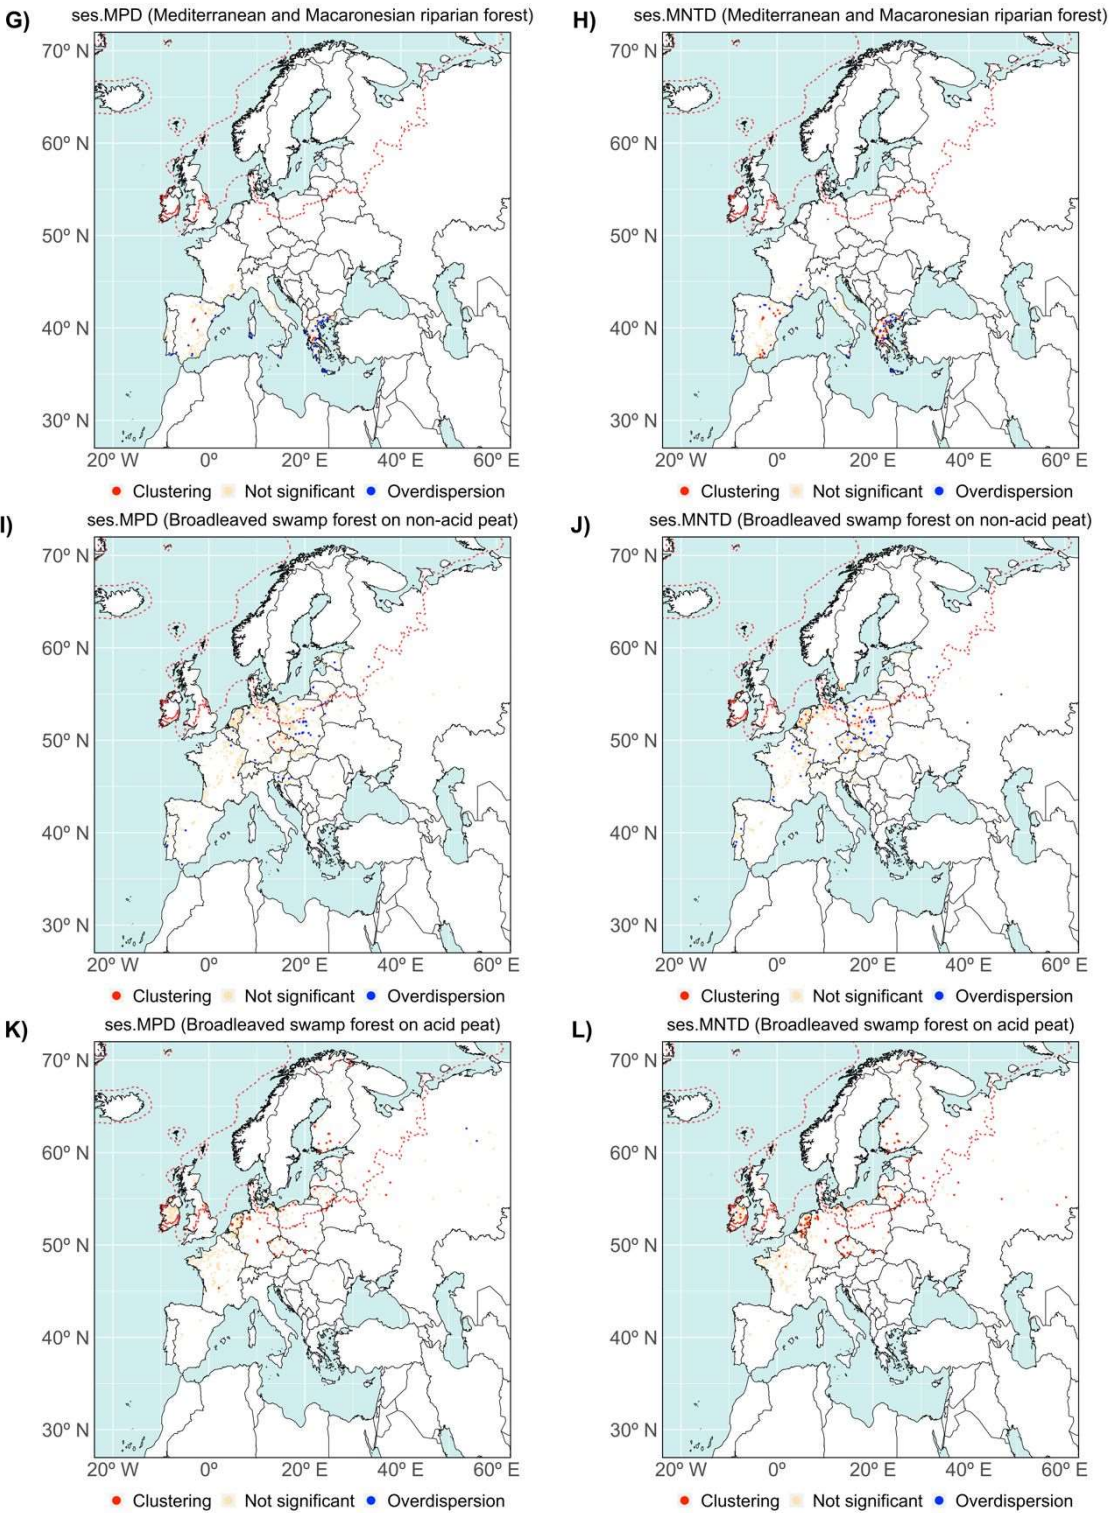 G) ses.MPD (Mediterranean and Macaronesian riparian forest)
70º N
60º N
50º N
40º N
30º N
20º W 0º 20º E 40º E 60º E
Clustering Not significant Overdispersion
H) ses.MNTD (Mediterranean and Macaronesian riparian forest)
70º N
60º N
50º N
40º N
30º N
20º W 0º 20º E 40º E 60º E
Clustering Not significant Overdispersion
I) ses.MPD (Broadleaved swamp forest on non-acid peat)
70º N
60º N
50º N
40º N
30º N
20º W 0º 20º E 40º E 60º E
Clustering Not significant Overdispersion
J) ses.MNTD (Broadleaved swamp forest on non-acid peat)
70º N
60º N
50º N
40º N
30º N
20º W 0º 20º E 40º E 60º E
Clustering Not significant Overdispersion
K) ses.MPD (Broadleaved swamp forest on acid peat)
70º N
60º N
50º N
40º N
30º N
20º W 0º 20º E 40º E 60º E
Clustering Not significant Overdispersion
L) ses.MNTD (Broadleaved swamp forest on acid peat)
70º N
60º N
50º N
40º N
30º N
20º W 0º 20º E 40º E 60º E
Clustering Not significant Overdispersion